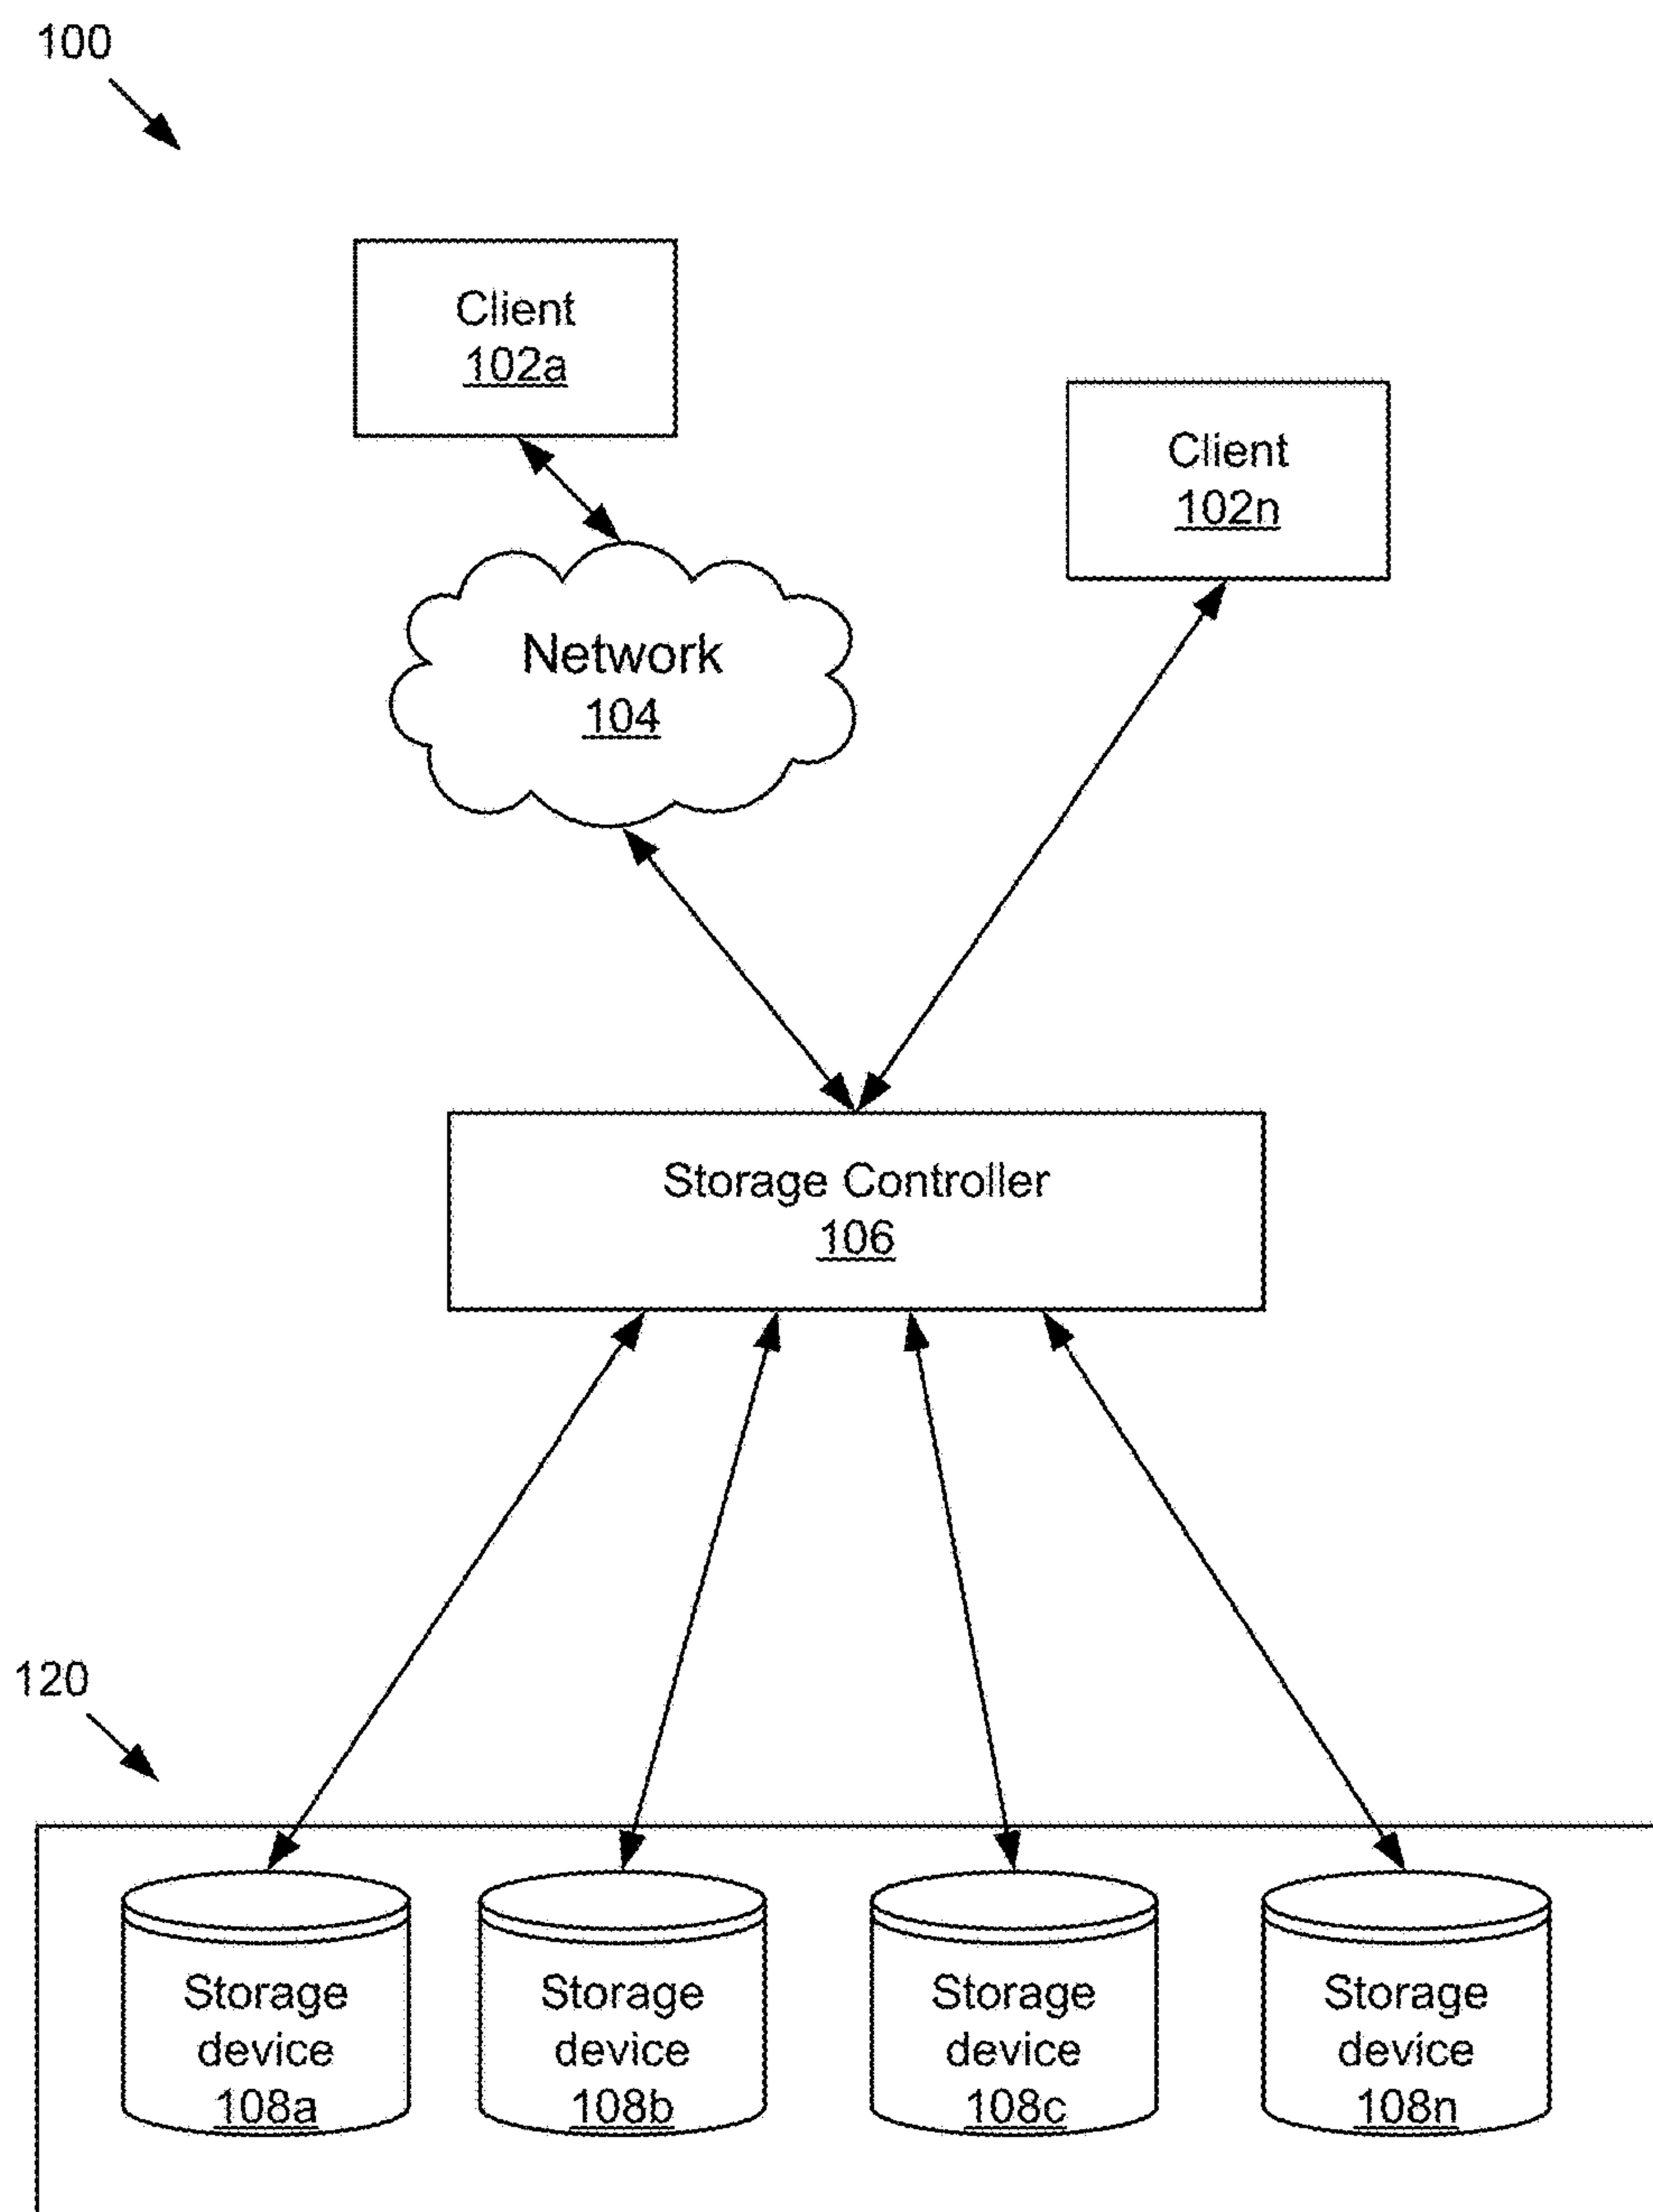 100
Client
102a
Client
102n
Network
104
Storage Controller
106
120
Storage
device
108a
Storage
device
108b
Storage
device
108c
Storage
device
108n